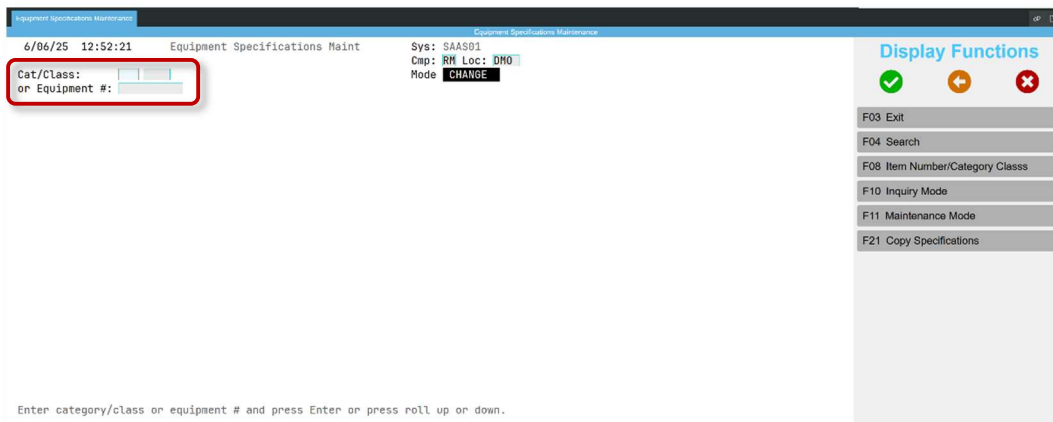 Equipment Specifications Maintenance
Equipment Specifications Maintenance
6/06/25 12:52:21 Equipment Specifications Maint Sys: SAAS01
Cmp: RM Loc: DMO
Cat/Class: Mode CHANGE
or Equipment #:
Display Functions
F03 Exit
F04 Search
F08 Item Number/Category Classs
F10 Inquiry Mode
F11 Maintenance Mode
F21 Copy Specifications
Enter category/class or equipment # and press Enter or press roll up or down.